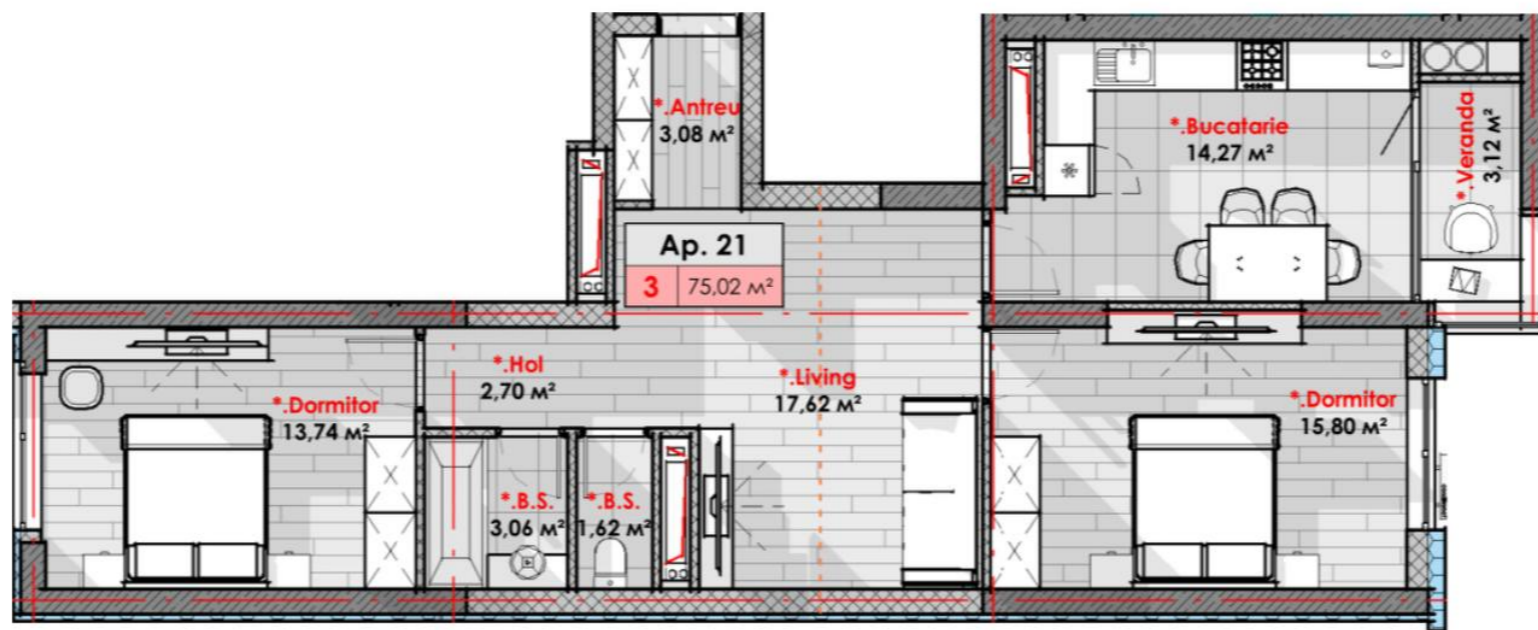 *.Antreu
3,08 м²
*.Bucatarie
14,27 м²
*.Veranda
3,12 м²
Ap. 21
3 75,02 м²
*.Hol
2,70 м²
*.Living
17,62 м²
*.Dormitor
13,74 м²
*.Dormitor
15,80 м²
*.B.S.
3,06 м²
*.B.S.
1,62 м²